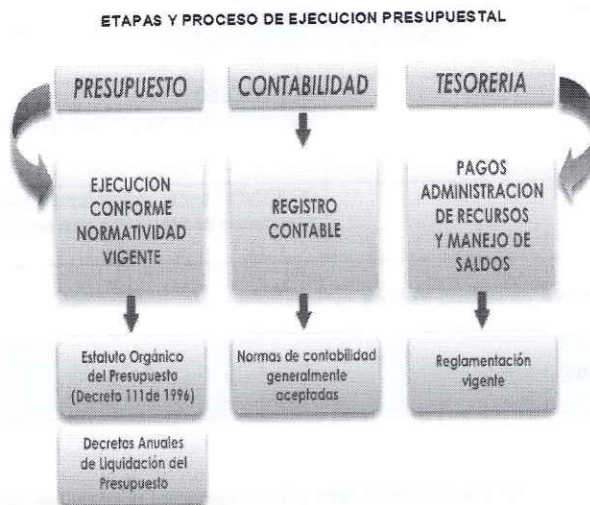 ETAPAS Y PROCESO DE EJECUCION PRESUPUESTAL
PRESUPUESTO
CONTABILIDAD
TESORERIA
EJECUCION
CONFORME
NORMATIVIDAD
VIGENTE
REGISTRO
CONTABLE
PAGOS
ADMINISTRACION
DE RECURSOS
Y MANEJO DE
SALDOS
Estatuto Orgánico
del Presupuesto
(Decreto 111de 1996)
Normas de contabilidad
generalmente
aceptadas
Reglamentación
vigente
Decretos Anuales
de Liquidación del
Presupuesto